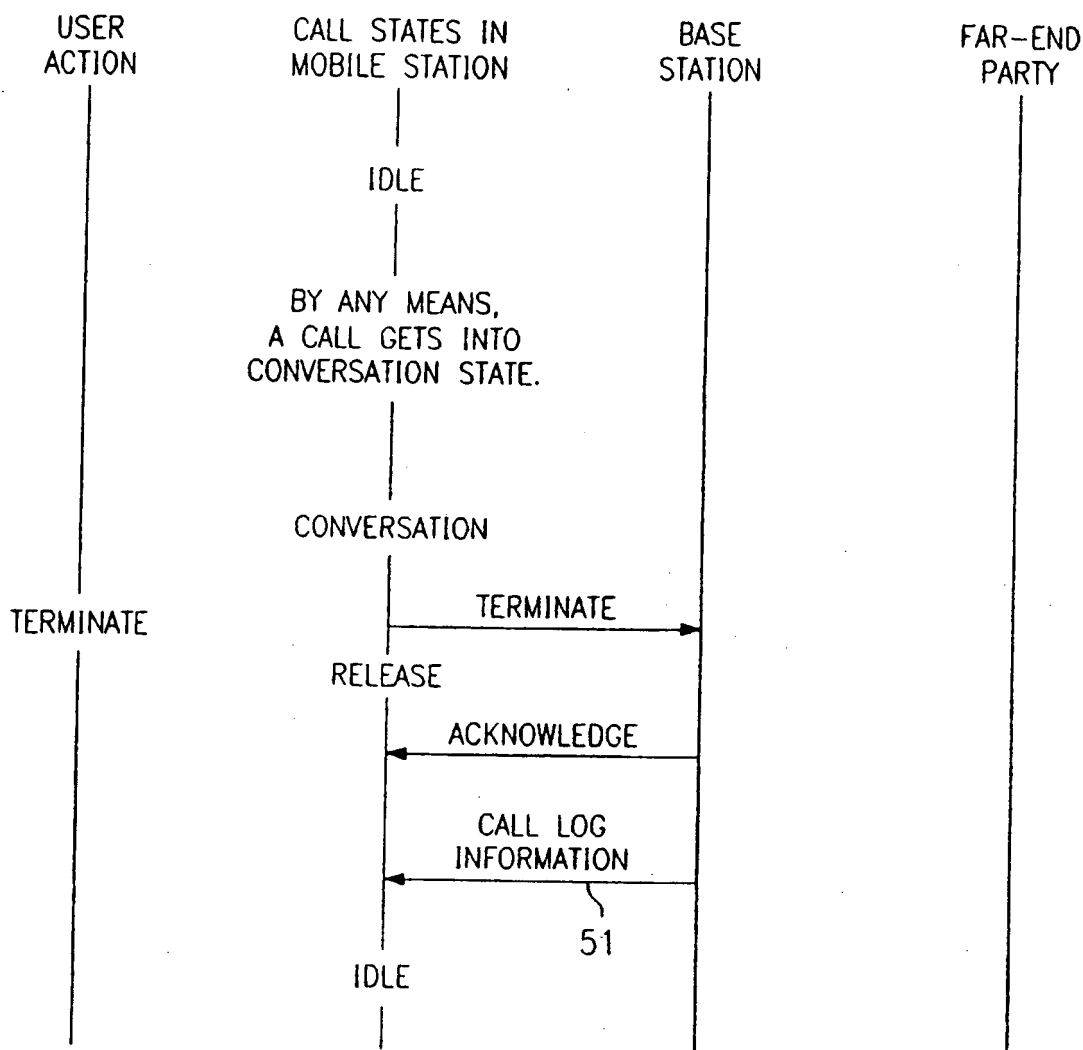 USER
ACTION
CALL STATES IN
MOBILE STATION
BASE
STATION
FAR-END
PARTY
IDLE
BY ANY MEANS,
A CALL GETS INTO
CONVERSATION STATE.
CONVERSATION
TERMINATE
TERMINATE
RELEASE
ACKNOWLEDGE
CALL LOG
INFORMATION
51
IDLE